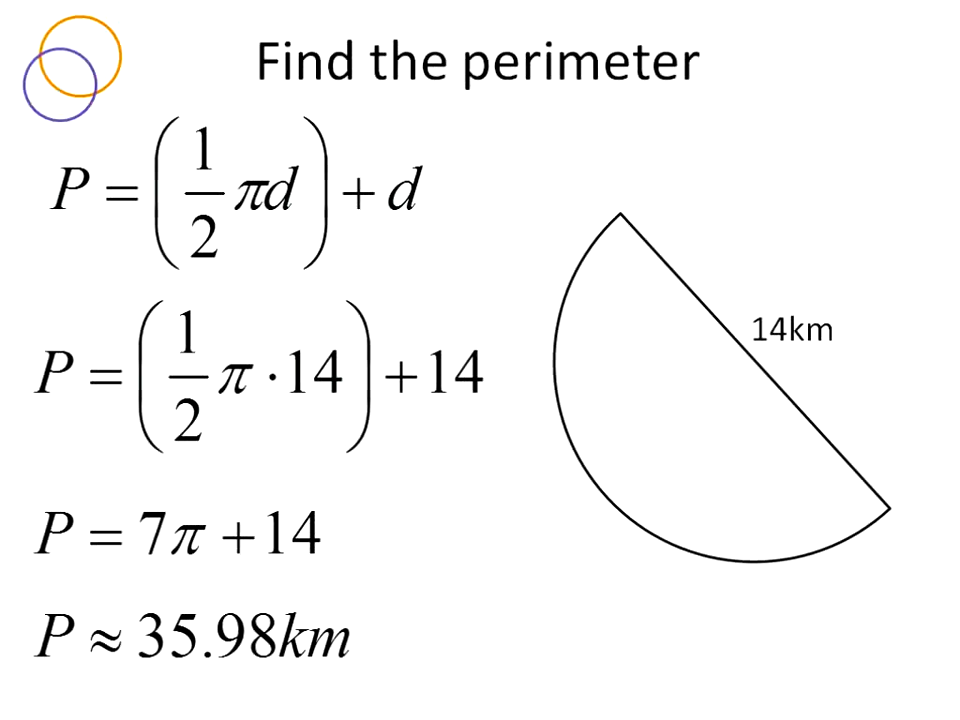 Find the perimeter
P = (1/2 πd) + d
P = (1/2 π · 14) + 14
14km
P = 7π + 14
P ≈ 35.98km